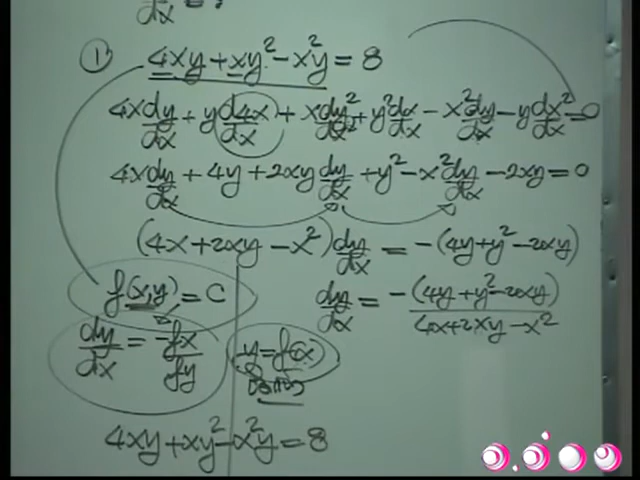 dy/dx = ;
① 4xy + xy² - x²y = 8
4x dy/dx + y d4x/dx + x dy²/dx + y² dx/dx - x² dy/dx - y dx²/dx = 0
4x dy/dx + 4y + 2xy dy/dx + y² - x² dy/dx - 2xy = 0
(4x + 2xy - x²) dy/dx = -(4y + y² - 2xy)
f(x,y) = C
dy/dx = -(4y + y² - 2xy) / 4x + 2xy - x²
dy/dx = -fx/fy
y = f(x)
4xy + xy² - x²y = 8